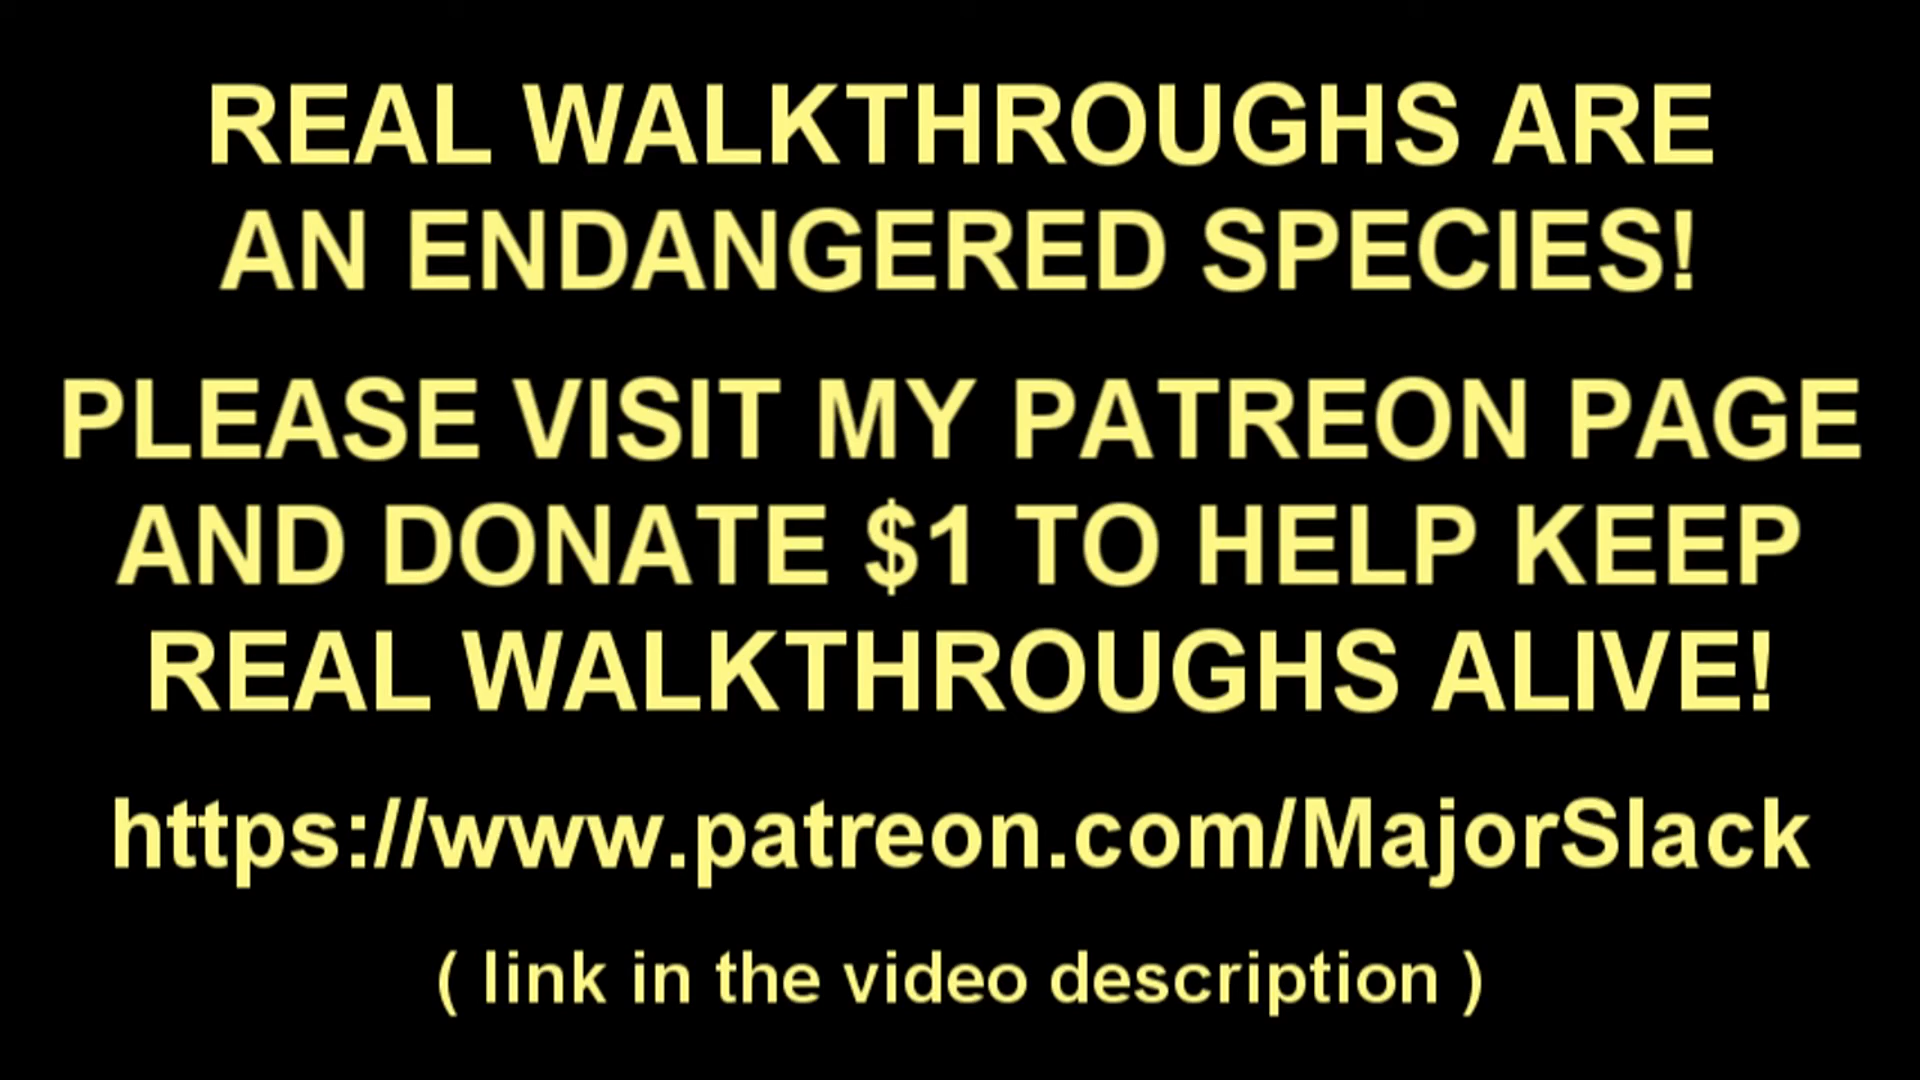 REAL WALKTHROUGHS ARE
AN ENDANGERED SPECIES!
PLEASE VISIT MY PATREON PAGE
AND DONATE $1 TO HELP KEEP
REAL WALKTHROUGHS ALIVE!
https://www.patreon.com/MajorSlack
( link in the video description )